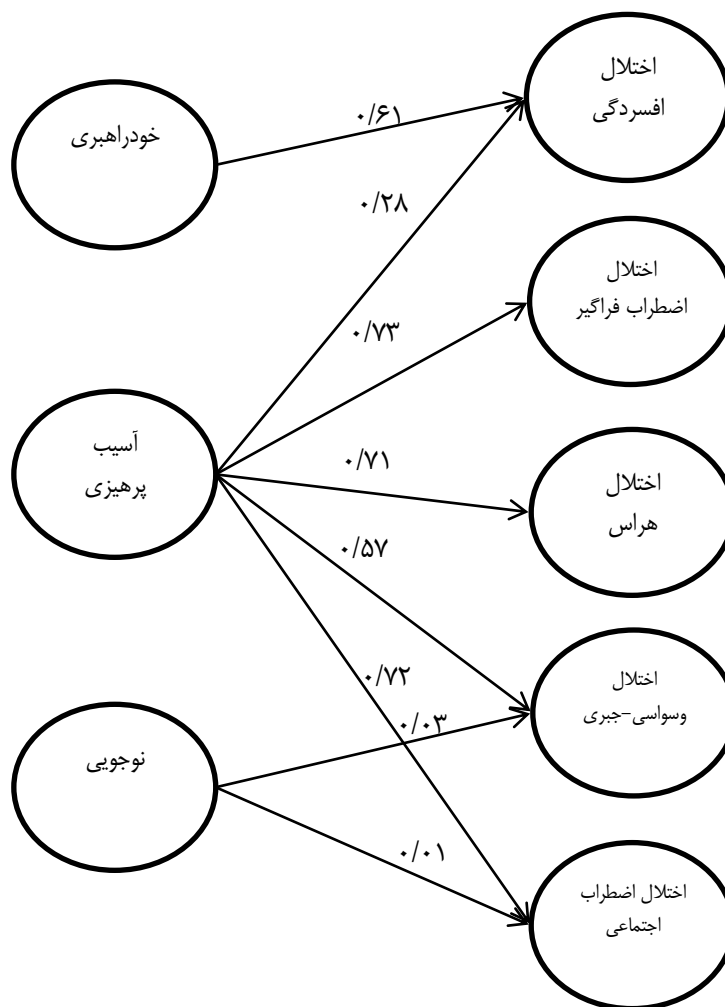 اختلال
افسردگی
خودراهبری
۰/۶۱
۰/۲۸
اختلال
اضطراب فراگیر
۰/۷۳
آسیب
پرهیزی
۰/۷۱
اختلال
هراس
۰/۵۷
۰/۷۲
اختلال
وسواسی-جبری
۰/۰۳
نوجویی
۰/۰۱
اختلال اضطراب
اجتماعی